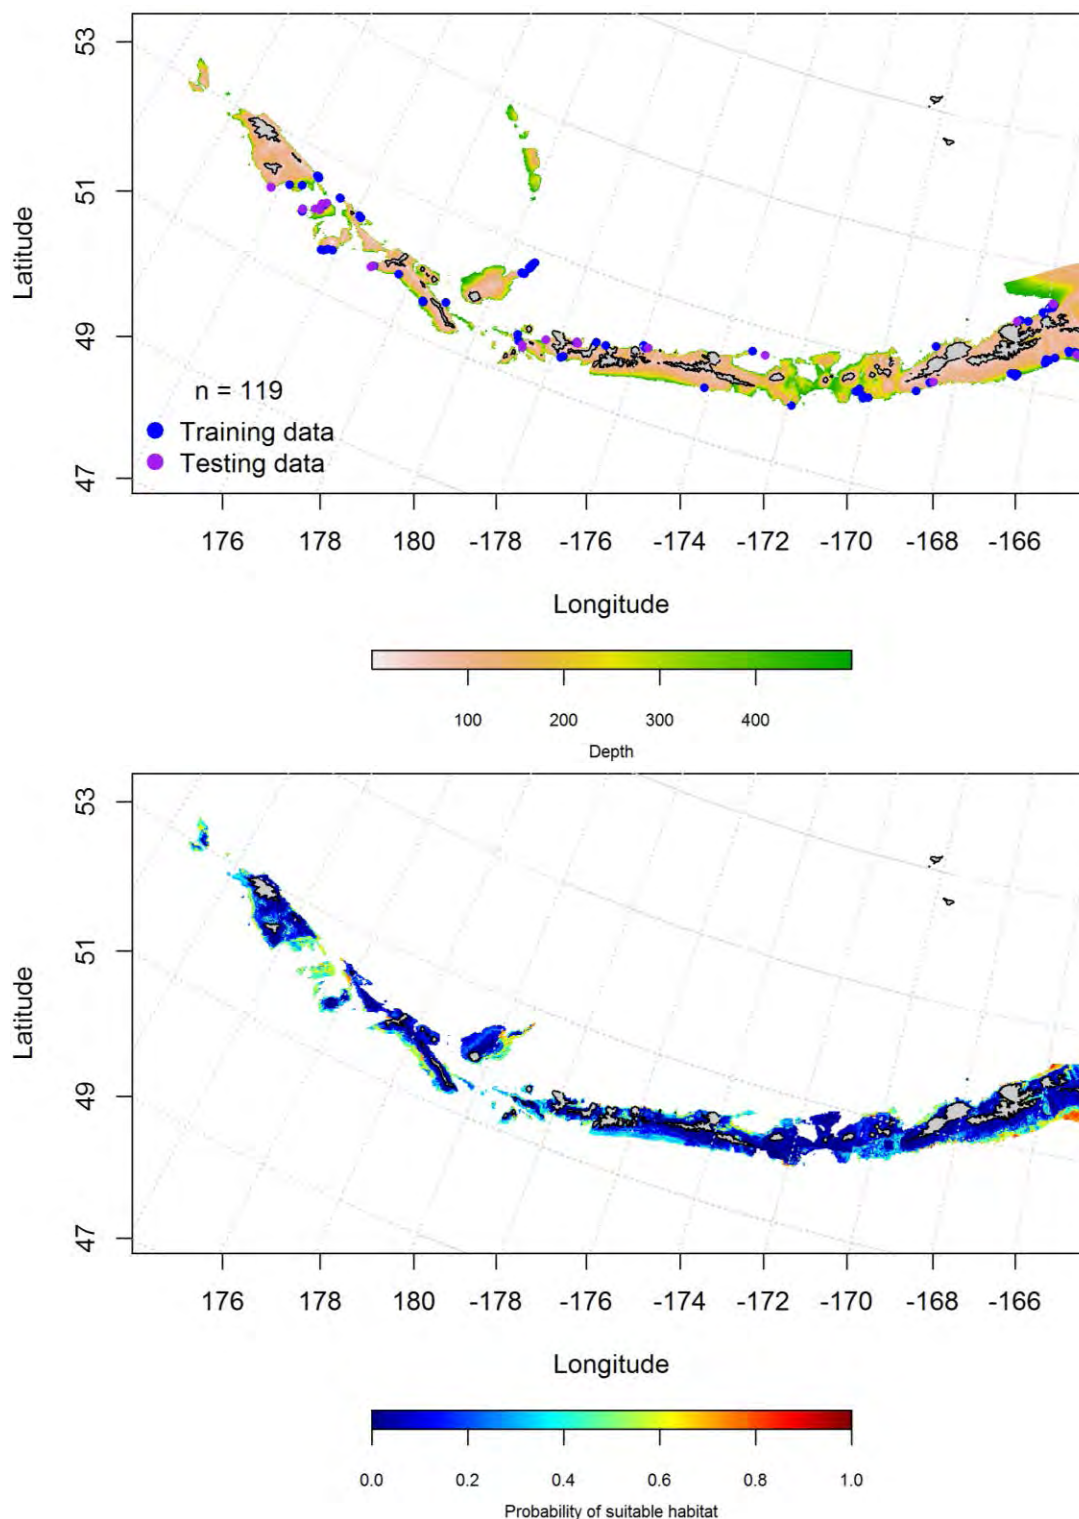 53
51
49
47
Latitude
n = 119
Training data
Testing data
176 178 180 -178 -176 -174 -172 -170 -168 -166
Longitude
100 200 300 400
Depth
53
51
49
47
Latitude
176 178 180 -178 -176 -174 -172 -170 -168 -166
Longitude
0.0 0.2 0.4 0.6 0.8 1.0
Probability of suitable habitat